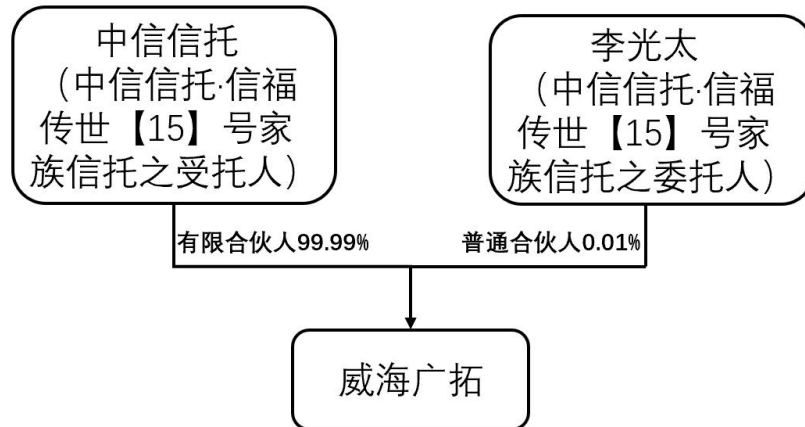 中信信托
（中信信托·信福
传世【15】号家
族信托之受托人）
李光太
（中信信托·信福
传世【15】号家
族信托之委托人）
有限合伙人99.99%
普通合伙人0.01%
威海广拓